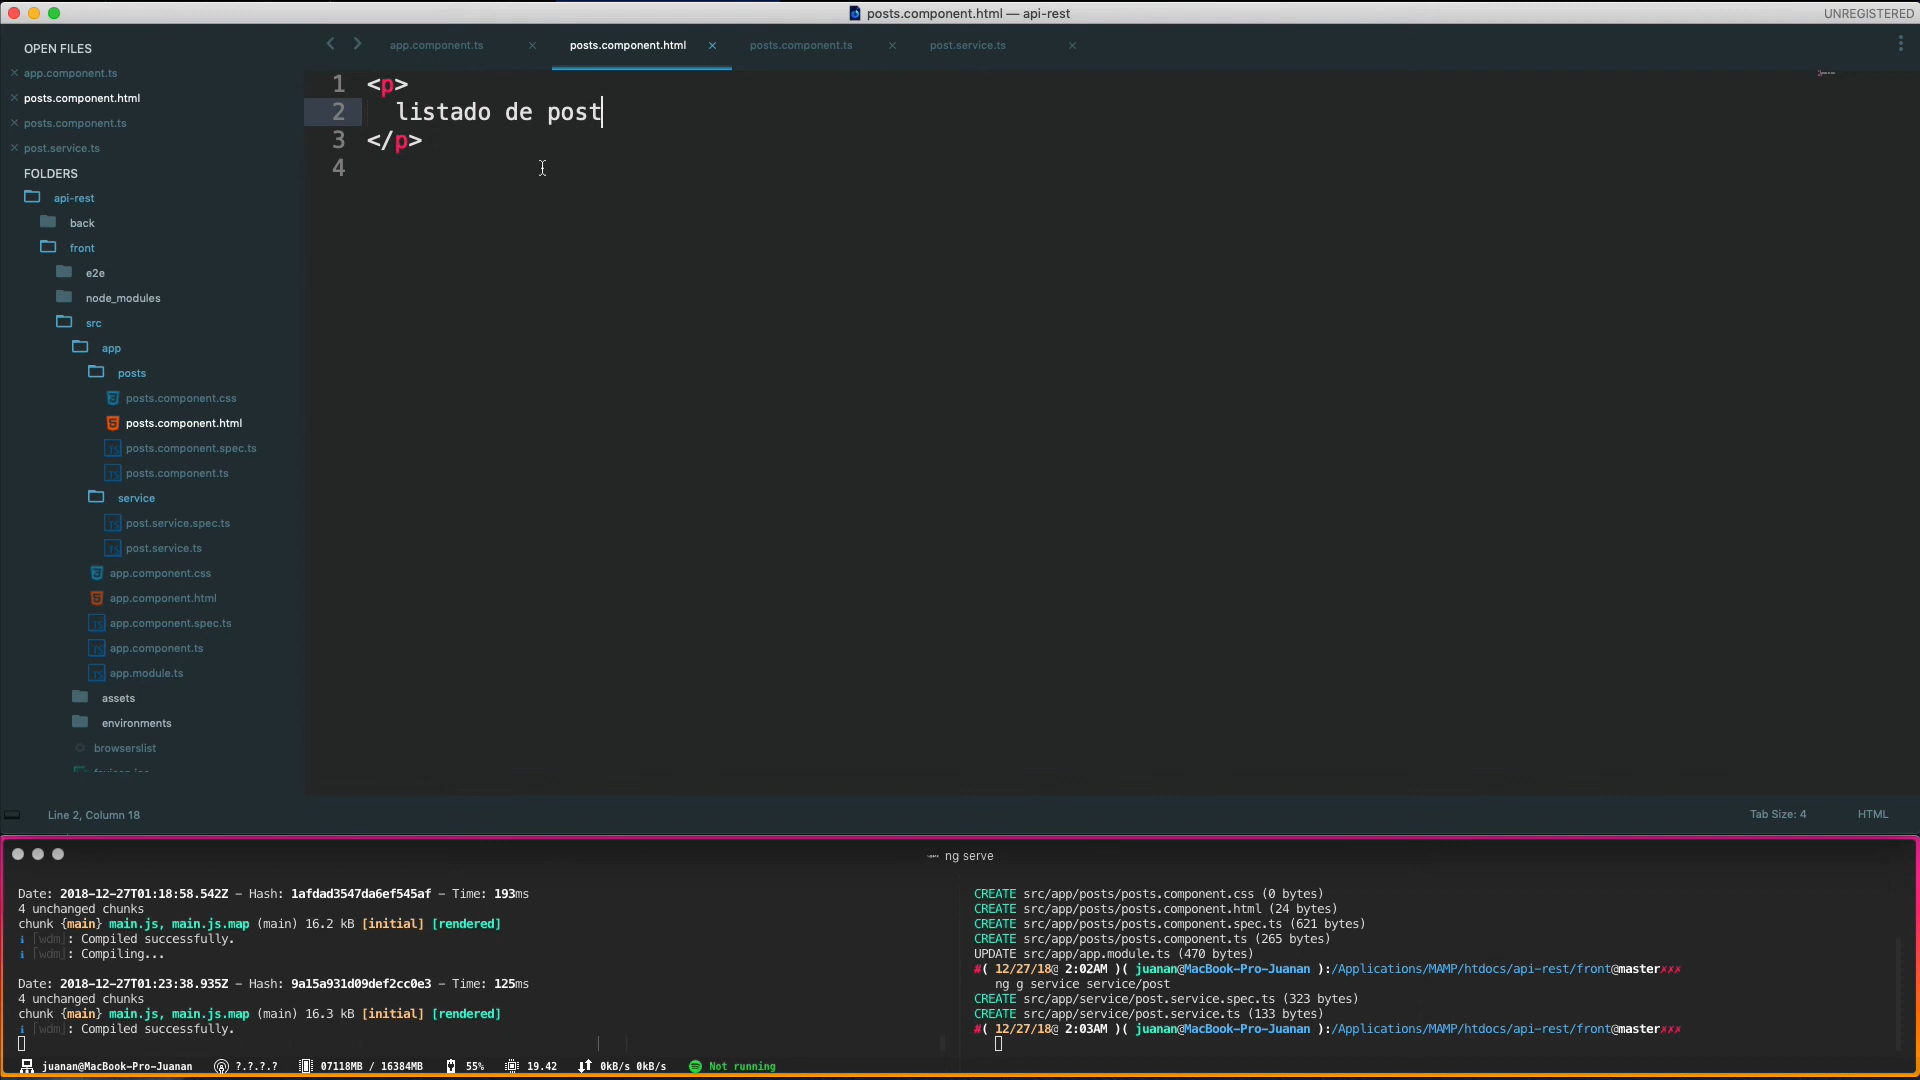 posts.component.html — api-rest
UNREGISTERED
OPEN FILES
app.component.ts
posts.component.html
posts.component.ts
post.service.ts
FOLDERS
api-rest
back
front
e2e
node_modules
src
app
posts
posts.component.css
posts.component.html
posts.component.spec.ts
posts.component.ts
service
post.service.spec.ts
post.service.ts
app.component.css
app.component.html
app.component.spec.ts
app.component.ts
app.module.ts
assets
environments
browserslist
app.component.ts
posts.component.html
posts.component.ts
post.service.ts
1 <p>
2 listado de post
3 </p>
4
Line 2, Column 18
Tab Size: 4
HTML
ng serve
Date: 2018-12-27T01:18:58.542Z - Hash: 1afdad3547da6ef545af - Time: 193ms
4 unchanged chunks
chunk {main} main.js, main.js.map (main) 16.2 kB [initial] [rendered]
i ｢wdm｣: Compiled successfully.
i ｢wdm｣: Compiling...
Date: 2018-12-27T01:23:38.935Z - Hash: 9a15a931d09def2cc0e3 - Time: 125ms
4 unchanged chunks
chunk {main} main.js, main.js.map (main) 16.3 kB [initial] [rendered]
i ｢wdm｣: Compiled successfully.
CREATE src/app/posts/posts.component.css (0 bytes)
CREATE src/app/posts/posts.component.html (24 bytes)
CREATE src/app/posts/posts.component.spec.ts (621 bytes)
CREATE src/app/posts/posts.component.ts (265 bytes)
UPDATE src/app/app.module.ts (470 bytes)
#( 12/27/18@ 2:02AM )( juanan@MacBook-Pro-Juanan ):/Applications/MAMP/htdocs/api-rest/front@master✗✗✗
ng g service service/post
CREATE src/app/service/post.service.spec.ts (323 bytes)
CREATE src/app/service/post.service.ts (133 bytes)
#( 12/27/18@ 2:03AM )( juanan@MacBook-Pro-Juanan ):/Applications/MAMP/htdocs/api-rest/front@master✗✗✗
juanan@MacBook-Pro-Juanan ?.?.?.? 07118MB / 16384MB 55% 19.42 0kB/s 0kB/s Not running